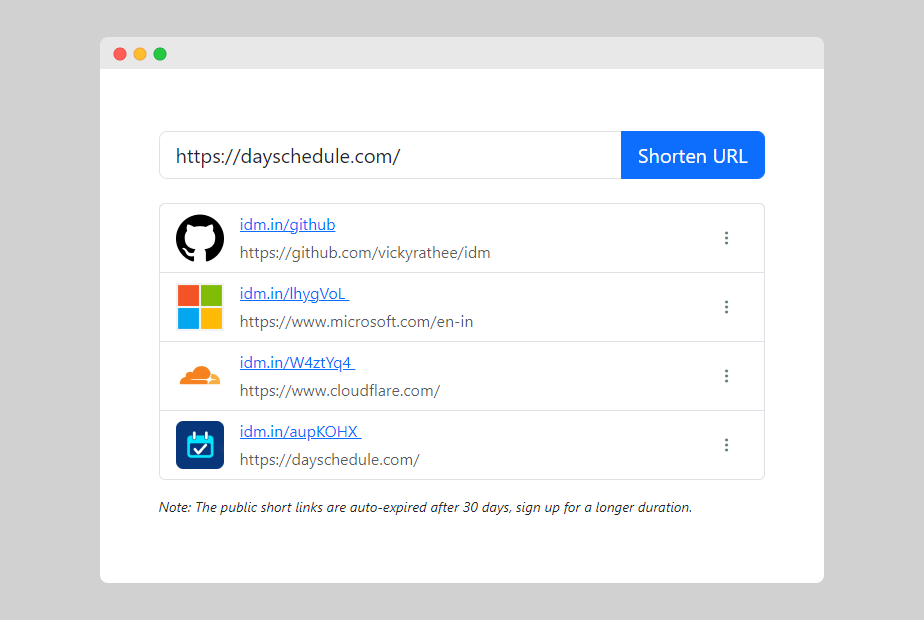 https://dayschedule.com/
Shorten URL
idm.in/github
https://github.com/vickyrathee/idm
idm.in/lhygVoL
https://www.microsoft.com/en-in
idm.in/W4ztYq4
https://www.cloudflare.com/
idm.in/aupKOHX
https://dayschedule.com/
Note: The public short links are auto-expired after 30 days, sign up for a longer duration.